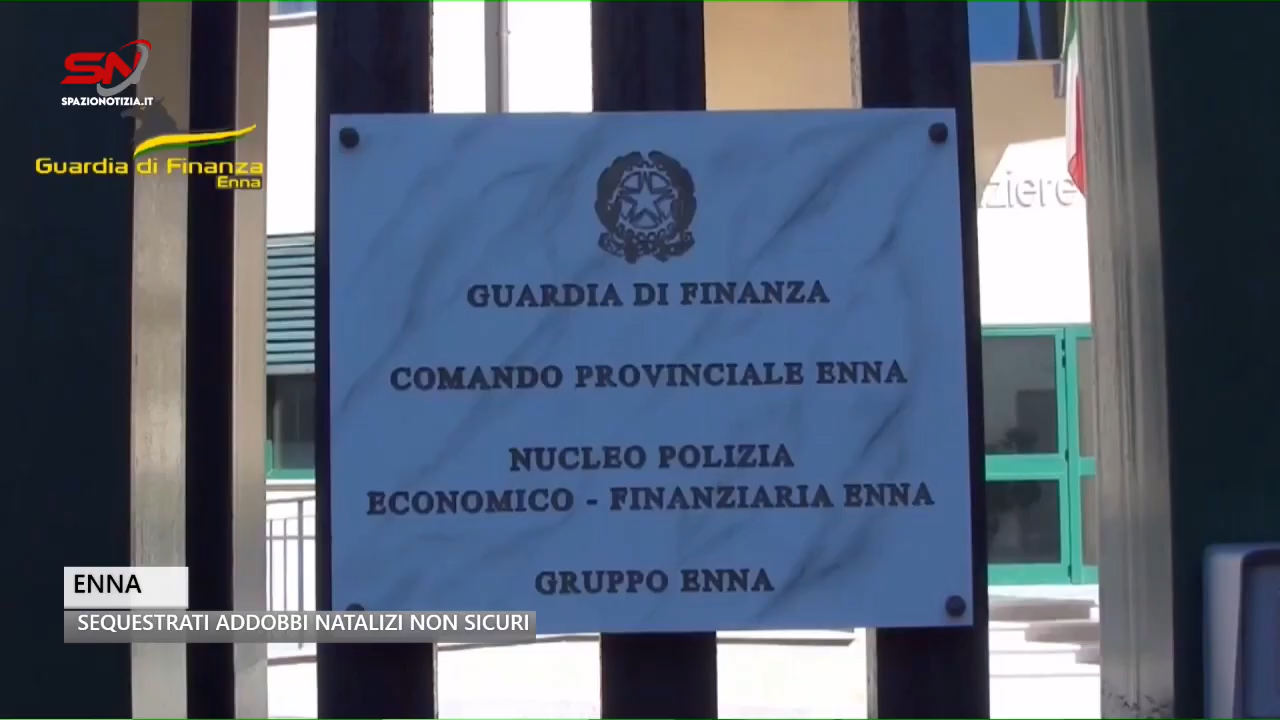 SN
SPAZIONOTIZIA.IT
Guardia di Finanza
Enna
ziere
GUARDIA DI FINANZA
COMANDO PROVINCIALE ENNA
NUCLEO POLIZIA
ECONOMICO - FINANZIARIA ENNA
GRUPPO ENNA
ENNA
SEQUESTRATI ADDOBBI NATALIZI NON SICURI